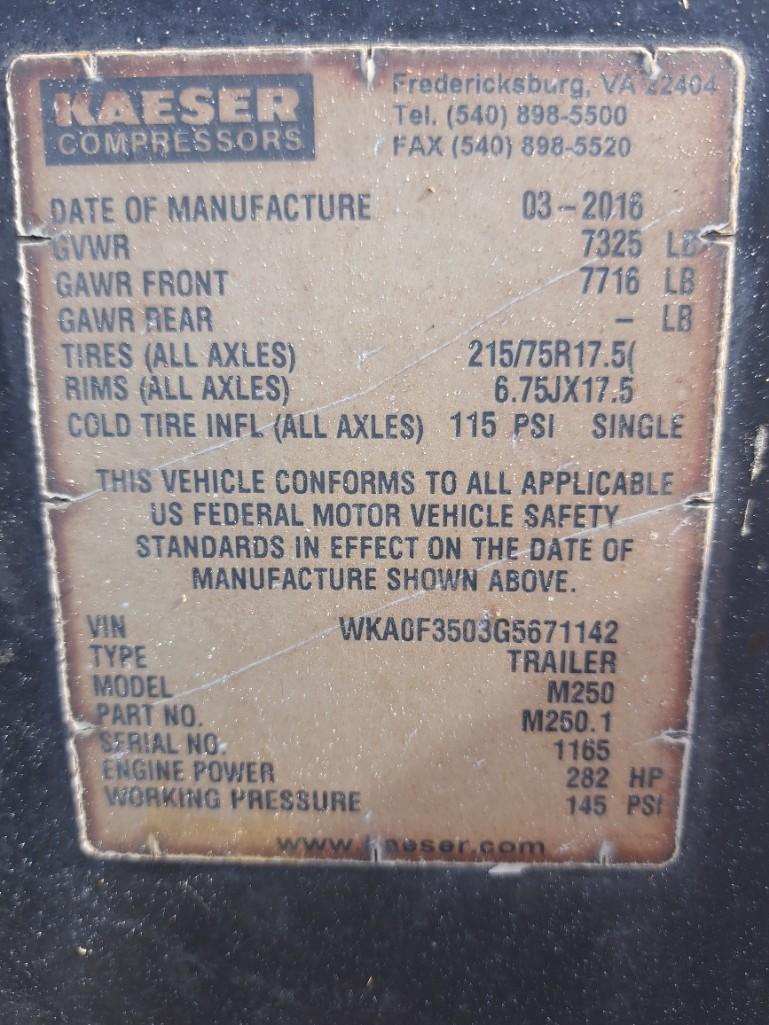 KAESER
COMPRESSORS
Fredericksburg, VA 22404
Tel. (540) 898-5500
FAX (540) 898-5520
DATE OF MANUFACTURE 03-2016
GVWR 7325 LB
GAWR FRONT 7716 LB
GAWR REAR - LB
TIRES (ALL AXLES) 215/75R17.5(
RIMS (ALL AXLES) 6.75JX17.5
COLD TIRE INFL (ALL AXLES) 115 PSI SINGLE
THIS VEHICLE CONFORMS TO ALL APPLICABLE
US FEDERAL MOTOR VEHICLE SAFETY
STANDARDS IN EFFECT ON THE DATE OF
MANUFACTURE SHOWN ABOVE.
VIN WKA0F3503G5671142
TYPE TRAILER
MODEL M250
PART NO. M250.1
SERIAL NO. 1165
ENGINE POWER 282 HP
WORKING PRESSURE 145 PSI
www.kaeser.com